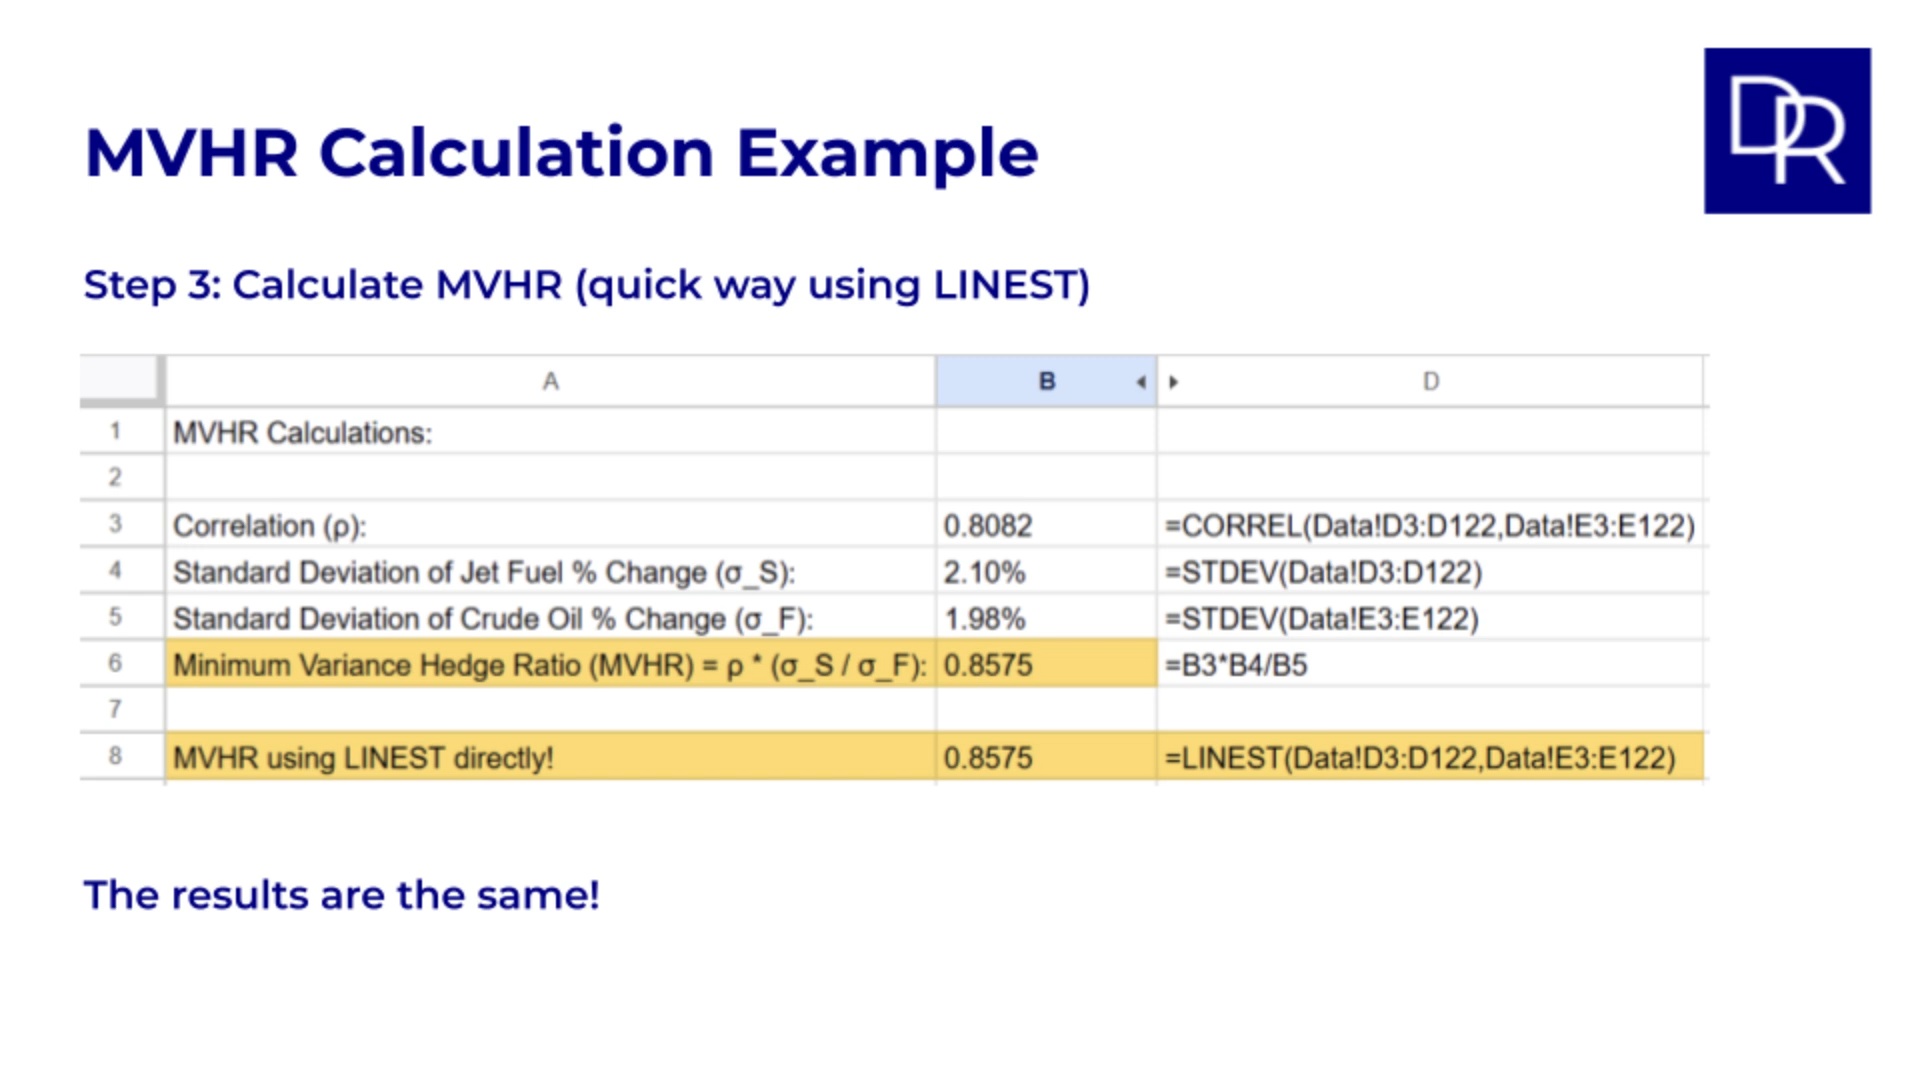 DR
MVHR Calculation Example
Step 3: Calculate MVHR (quick way using LINEST)
A B D
1 MVHR Calculations:
2
3 Correlation (ρ): 0.8082 =CORREL(Data!D3:D122,Data!E3:E122)
4 Standard Deviation of Jet Fuel % Change (σ_S): 2.10% =STDEV(Data!D3:D122)
5 Standard Deviation of Crude Oil % Change (σ_F): 1.98% =STDEV(Data!E3:E122)
6 Minimum Variance Hedge Ratio (MVHR) = ρ * (σ_S / σ_F): 0.8575 =B3*B4/B5
7
8 MVHR using LINEST directly! 0.8575 =LINEST(Data!D3:D122,Data!E3:E122)
The results are the same!